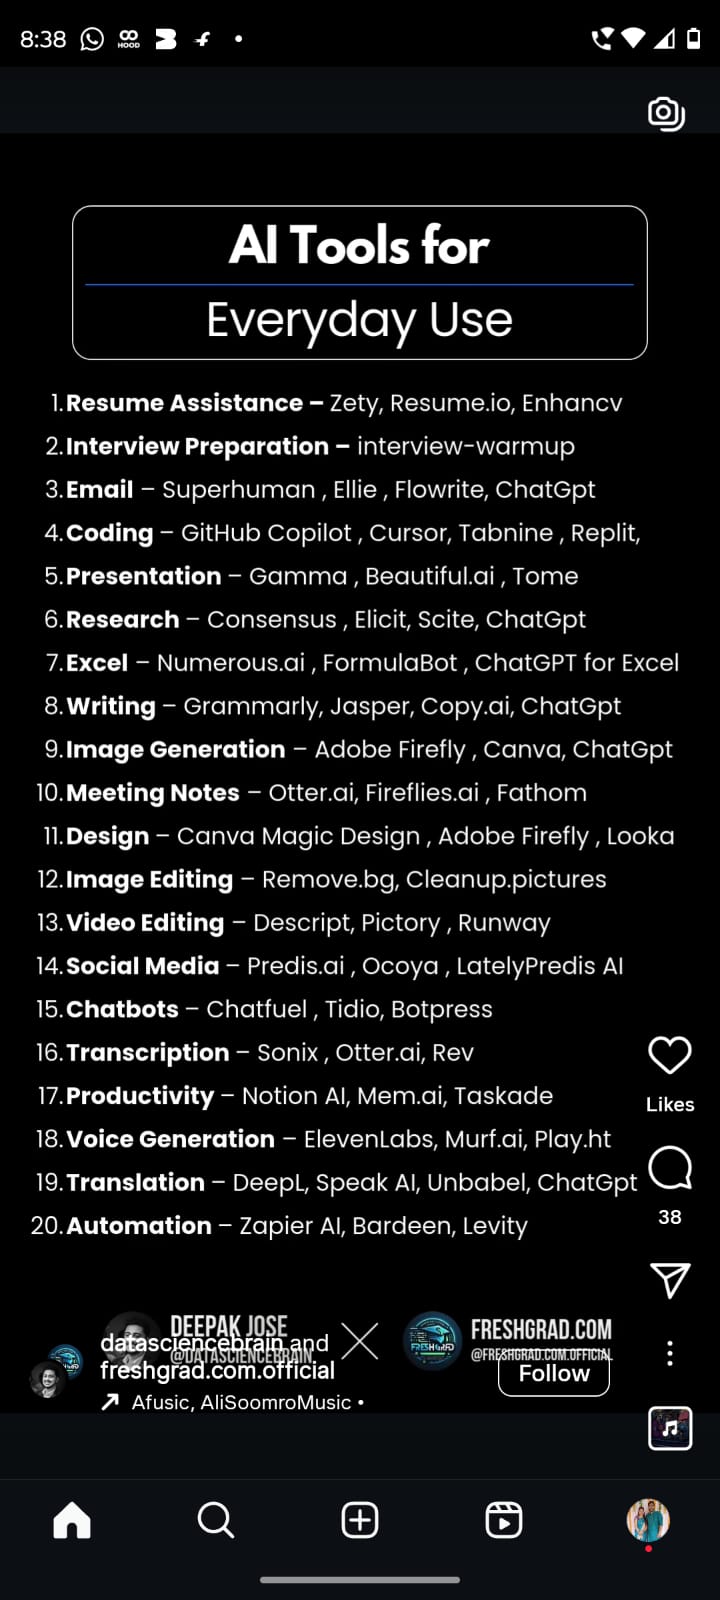 8:38
HOOD
AI Tools for
Everyday Use
1. Resume Assistance – Zety, Resume.io, Enhancv
2. Interview Preparation – interview-warmup
3. Email – Superhuman , Ellie , Flowrite, ChatGpt
4. Coding – GitHub Copilot , Cursor, Tabnine , Replit,
5. Presentation – Gamma , Beautiful.ai , Tome
6. Research – Consensus , Elicit, Scite, ChatGpt
7. Excel – Numerous.ai , FormulaBot , ChatGPT for Excel
8. Writing – Grammarly, Jasper, Copy.ai, ChatGpt
9. Image Generation – Adobe Firefly , Canva, ChatGpt
10. Meeting Notes – Otter.ai, Fireflies.ai , Fathom
11. Design – Canva Magic Design , Adobe Firefly , Looka
12. Image Editing – Remove.bg, Cleanup.pictures
13. Video Editing – Descript, Pictory , Runway
14. Social Media – Predis.ai , Ocoya , LatelyPredis AI
15. Chatbots – Chatfuel , Tidio, Botpress
16. Transcription – Sonix , Otter.ai, Rev
17. Productivity – Notion AI, Mem.ai, Taskade
18. Voice Generation – ElevenLabs, Murf.ai, Play.ht
19. Translation – DeepL, Speak AI, Unbabel, ChatGpt
20. Automation – Zapier AI, Bardeen, Levity
Likes
38
DEEPAK JOSE
@DATASCIENCEBRAIN
FRESHGRAD
FRESHGRAD.COM
@FRESHGRAD.COM.OFFICIAL
datasciencebrain and
freshgrad.com.official
Follow
Afusic, AliSoomroMusic •